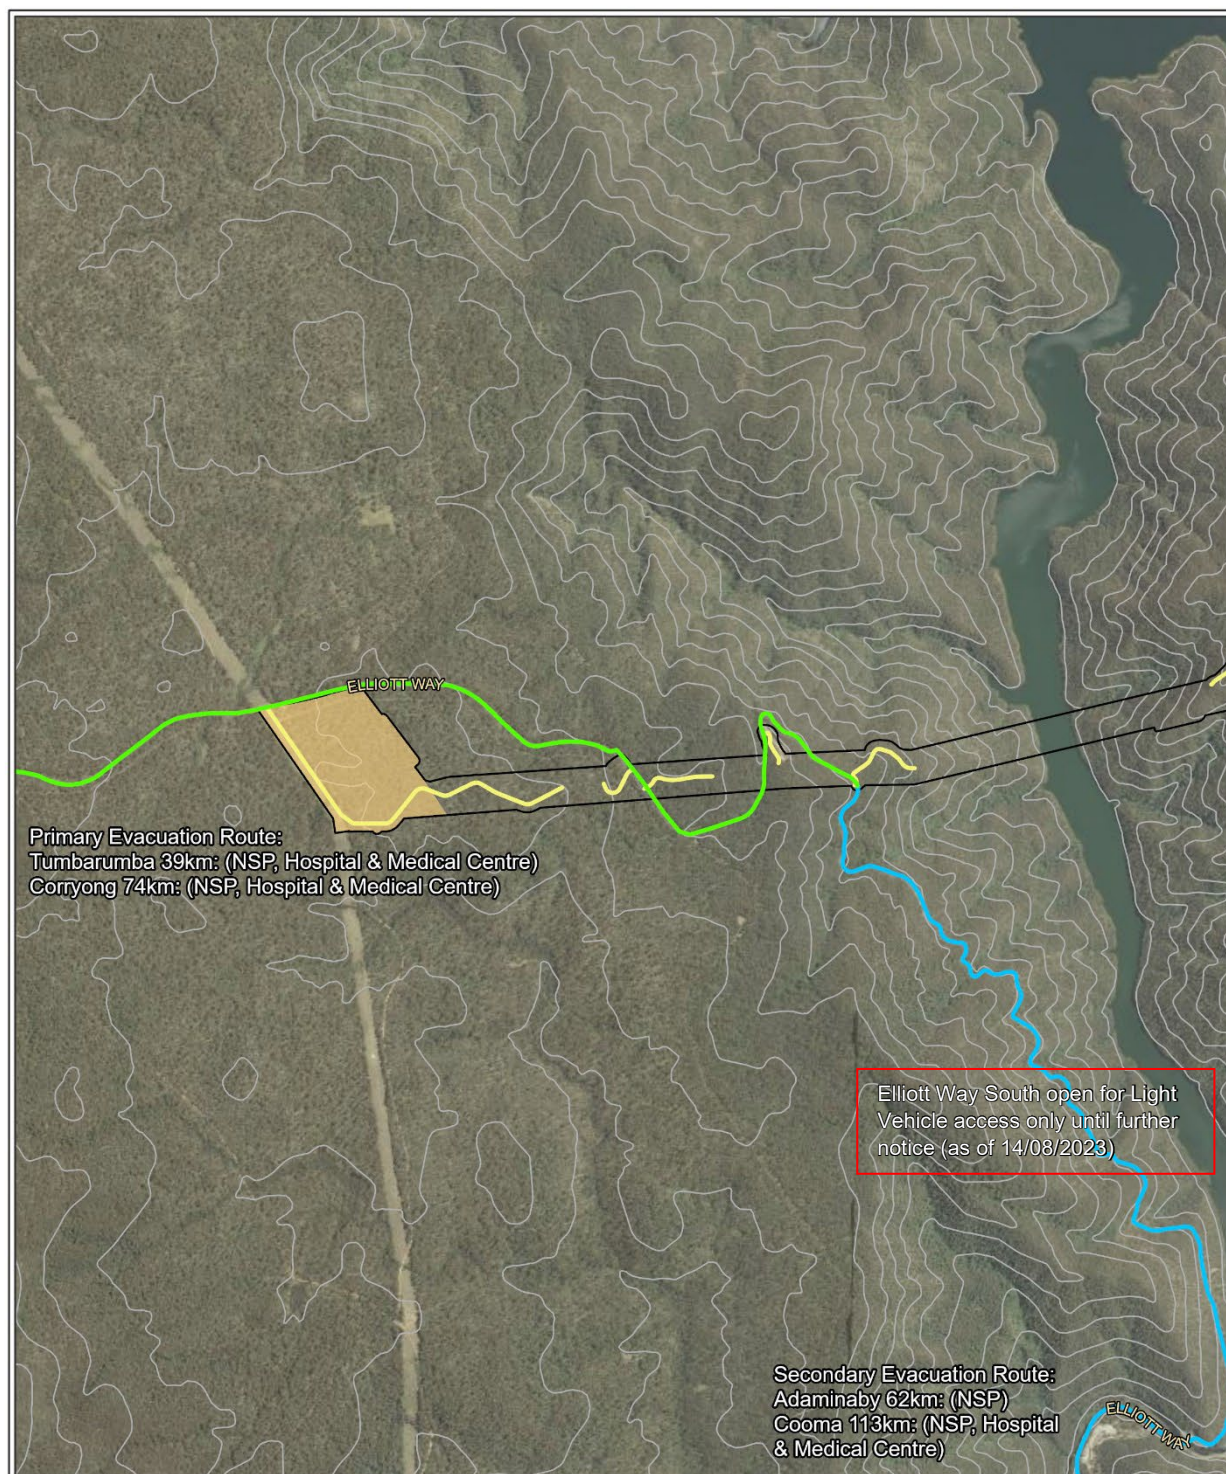 ELLIOTT WAY
Primary Evacuation Route:
Tumbarumba 39km: (NSP, Hospital & Medical Centre)
Corryong 74km: (NSP, Hospital & Medical Centre)
Elliott Way South open for Light
Vehicle access only until further
notice (as of 14/08/2023)
Secondary Evacuation Route:
Adaminaby 62km: (NSP)
Cooma 113km: (NSP, Hospital
& Medical Centre)
ELLIOTT WAY